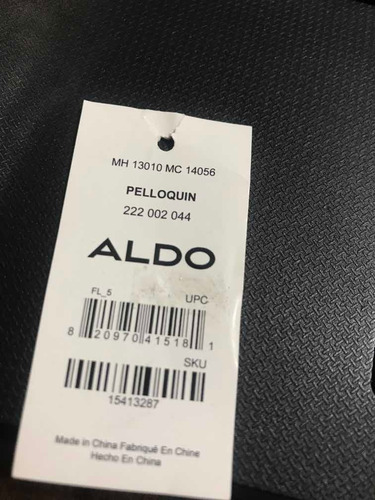 MH 13010 MC 14056
PELLOQUIN
222 002 044
ALDO
FL_5
UPC
8 20970 41518 1
SKU
15413287
Made in China Fabriqué En Chine
Hecho En China